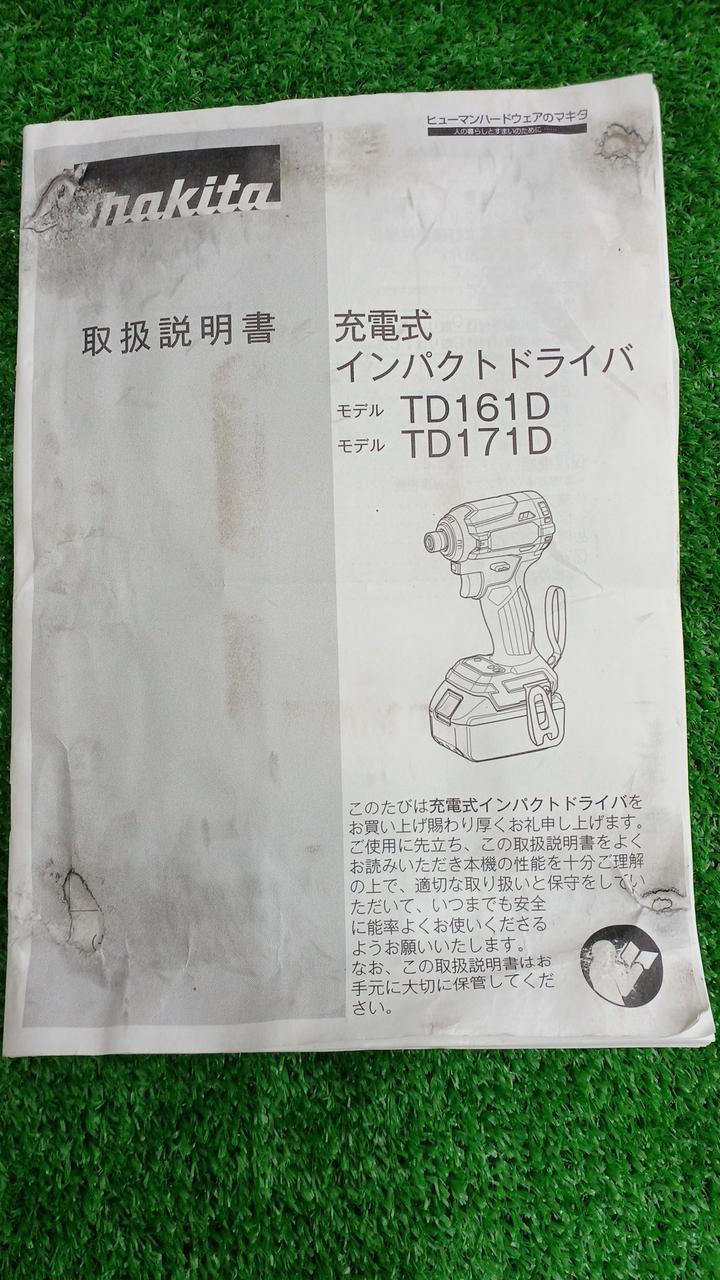 ヒューマンハードウェアのマキタ
人の暮らしとすまいのために……
makita
取扱説明書
充電式
インパクトドライバ
モデル TD161D
モデル TD171D
このたびは充電式インパクトドライバを
お買い上げ賜わり厚くお礼申し上げます。
ご使用に先立ち、この取扱説明書をよく
お読みいただき本機の性能を十分ご理解
の上で、適切な取り扱いと保守をしてい
ただいて、いつまでも安全
に能率よくお使いくださる
ようお願いいたします。
なお、この取扱説明書はお
手元に大切に保管してくだ
さい。